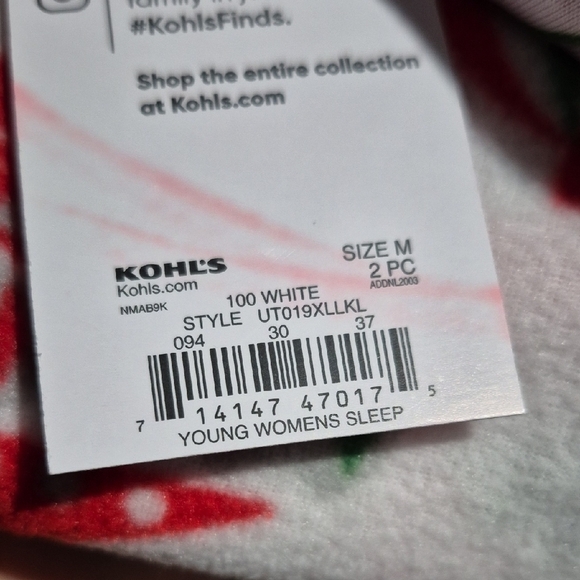 #KohlsFinds.
Shop the entire collection
at Kohls.com
KOHL'S
Kohls.com
NMAB9K
SIZE M
2 PC
ADDNL2003
100 WHITE
STYLE UT019XLLKL
094 30 37
7 14147 47017 5
YOUNG WOMENS SLEEP